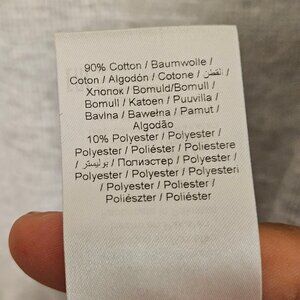 90% Cotton / Baumwolle /
Coton / Algodón / Cotone / القطن /
Хлопок / Bomuld/Bomull /
Bomull / Katoen / Puuvilla /
Bavlna / Bawełna / Pamut /
Algodão
10% Polyester / Polyester /
Polyester / Poliéster / Poliestere
/ بوليستر / Полиэстер / Polyester /
Polyester / Polyester / Polyesteri
/ Polyester / Poliester /
Poliészter / Poliéster